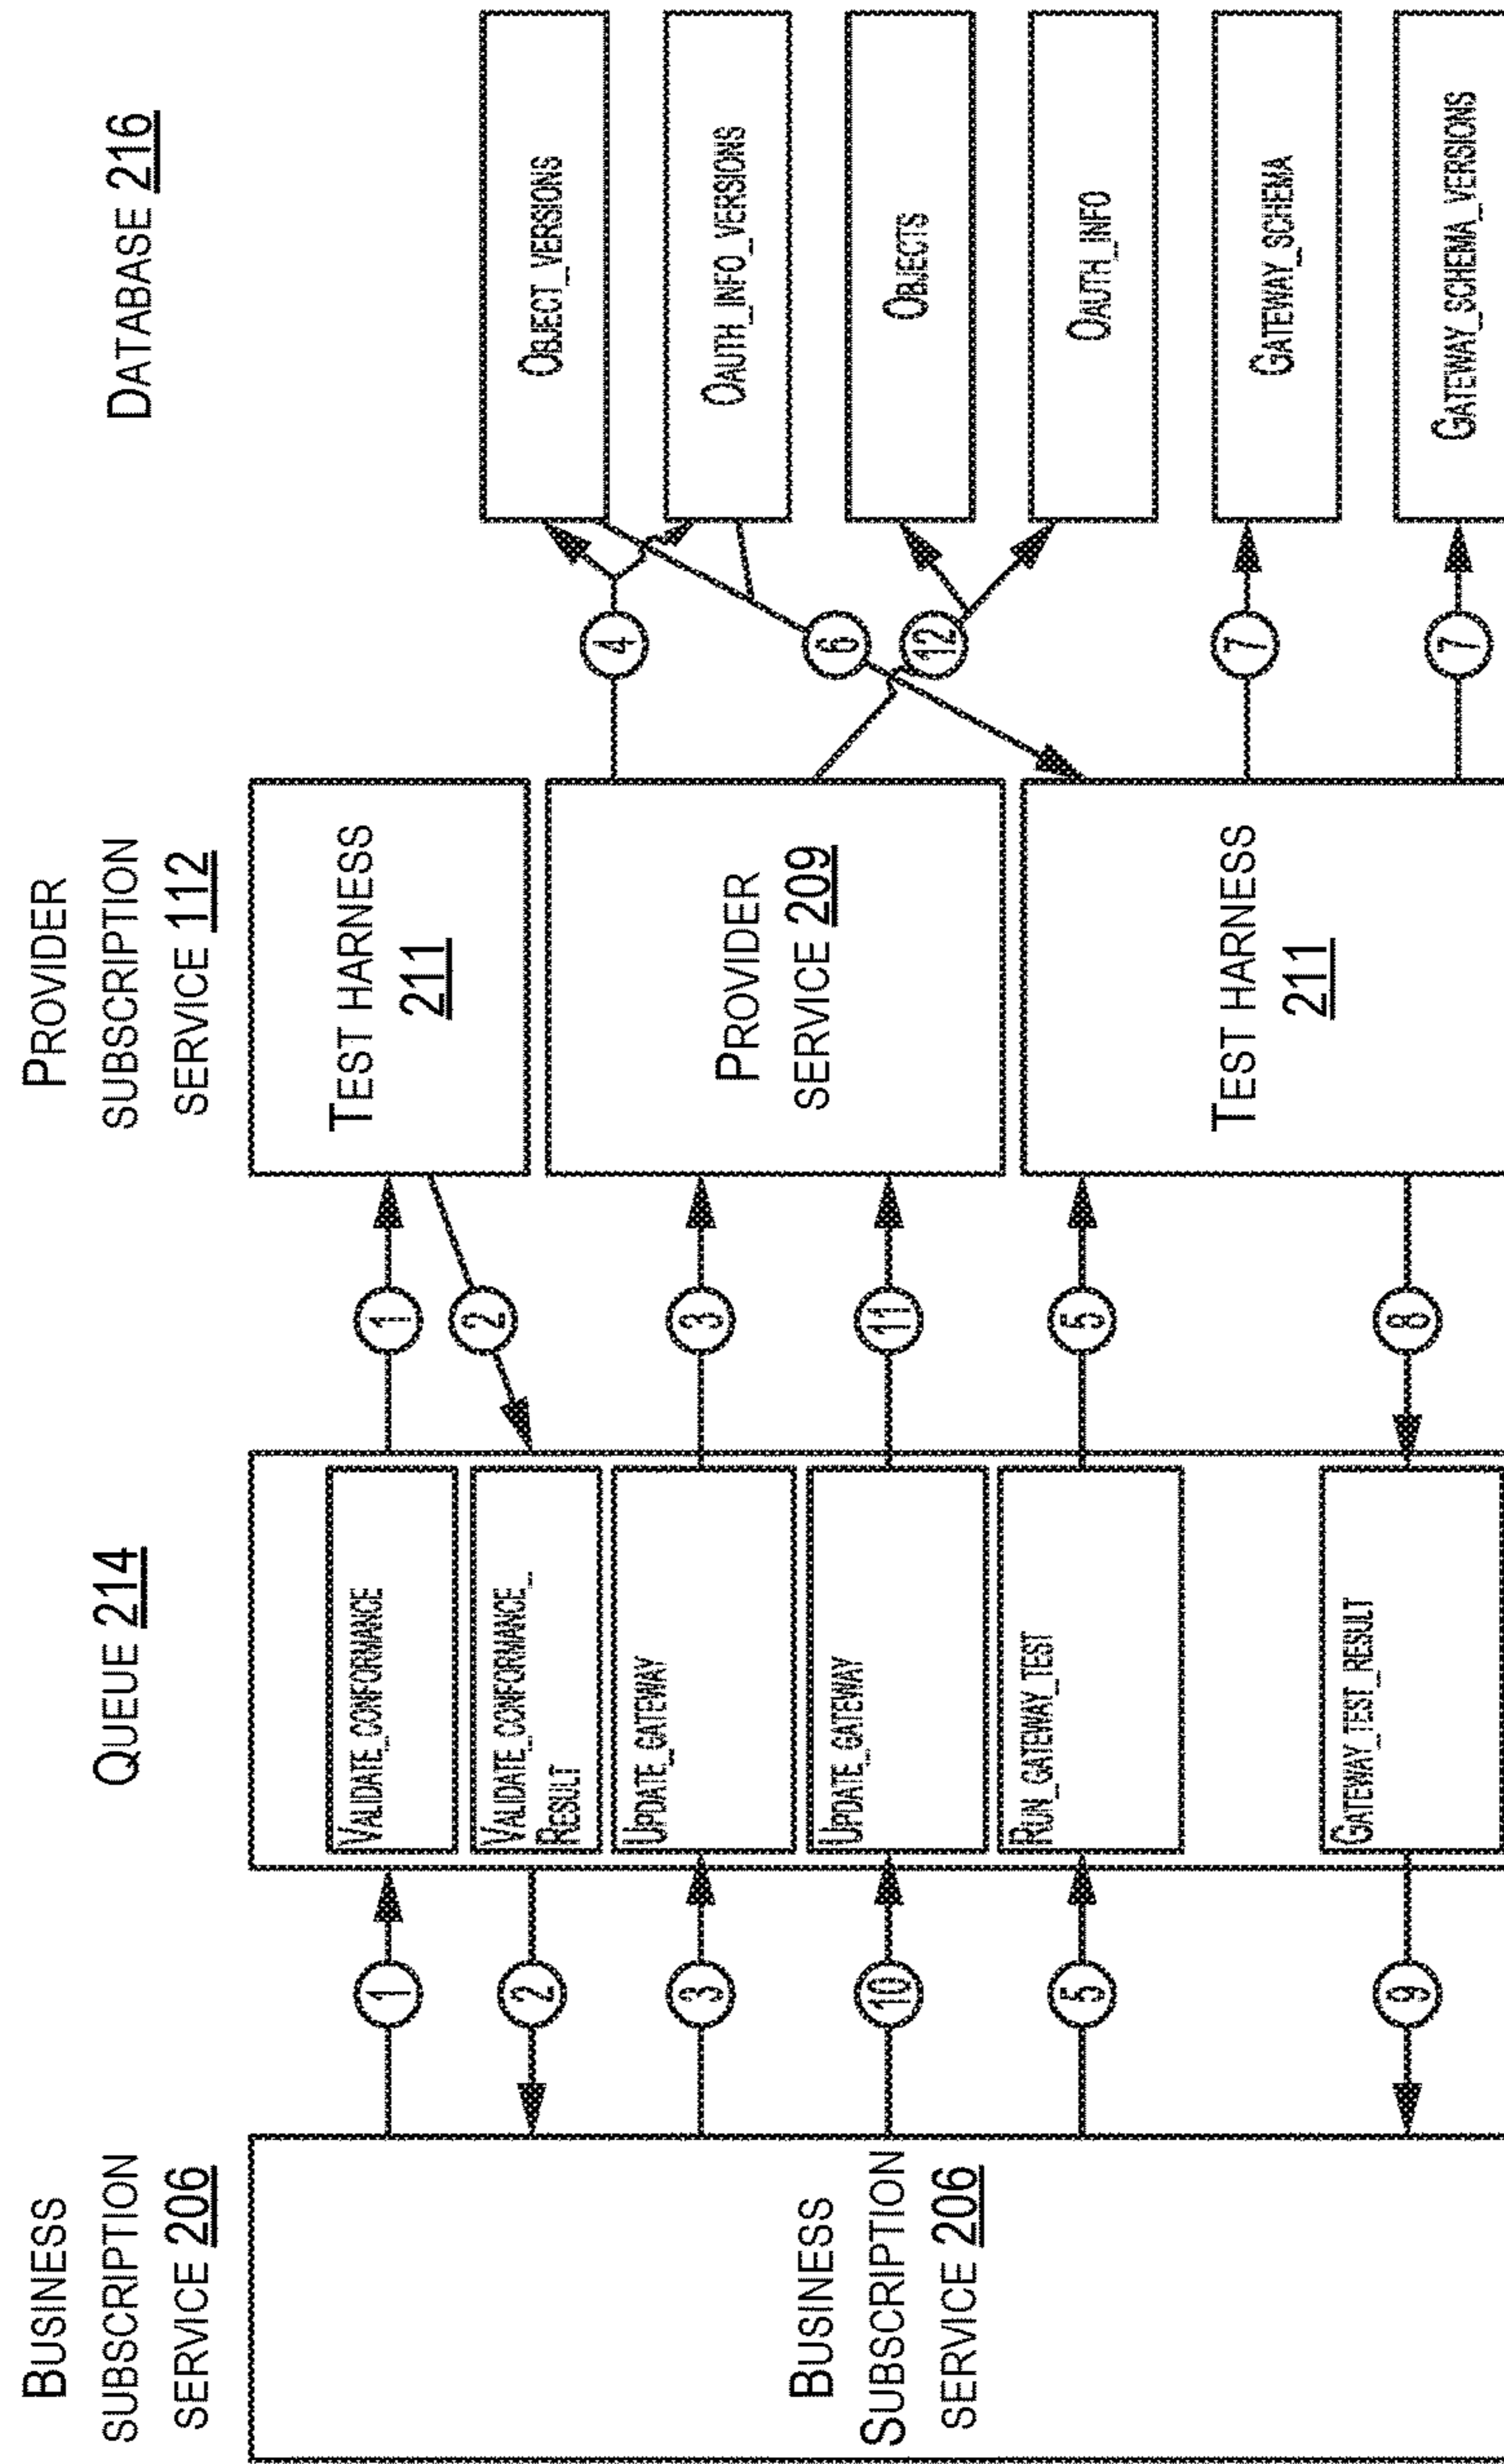 BUSINESS
SUBSCRIPTION
SERVICE 206
QUEUE 214
PROVIDER
SUBSCRIPTION
SERVICE 112
DATABASE 216
BUSINESS
SUBSCRIPTION
SERVICE 206
1
2
3
10
5
9
VALIDATE_CONFORMANCE
VALIDATE_CONFORMANCE_
RESULT
UPDATE_GATEWAY
UPDATE_GATEWAY
RUN_GATEWAY_TEST
GATEWAY_TEST_RESULT
1
2
3
11
5
8
TEST HARNESS
211
PROVIDER
SERVICE 209
TEST HARNESS
211
4
6
12
7
7
OBJECT_VERSIONS
OAUTH_INFO_VERSIONS
OBJECTS
OAUTH_INFO
GATEWAY_SCHEMA
GATEWAY_SCHEMA_VERSIONS